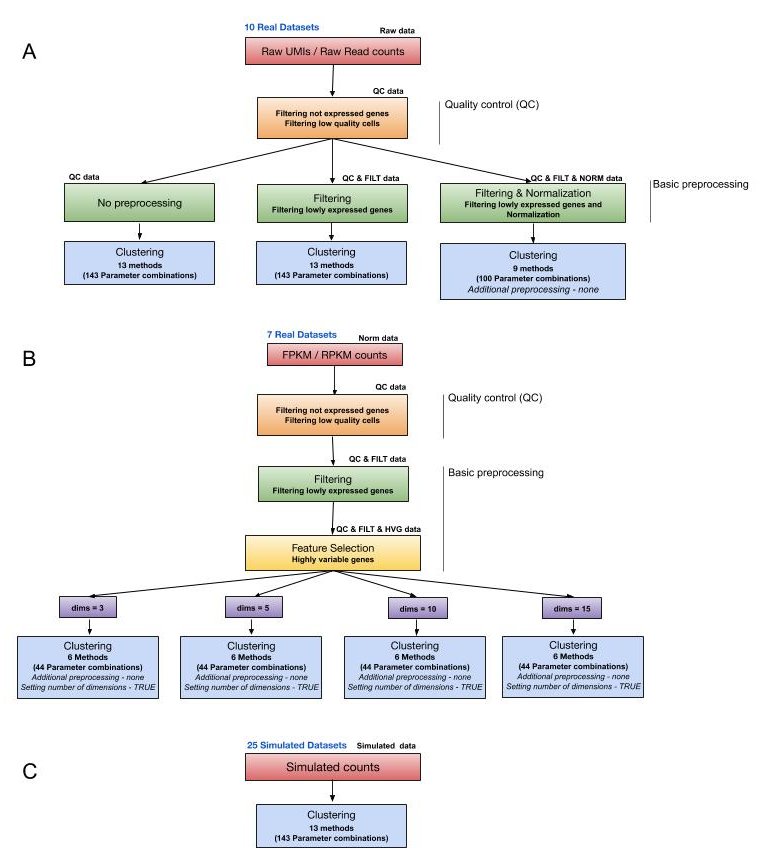 10 Real Datasets
Raw data
A
Raw UMIs / Raw Read counts
QC data
Filtering not expressed genes
Filtering low quality cells
Quality control (QC)
QC data
QC & FILT data
QC & FILT & NORM data
No preprocessing
Filtering
Filtering lowly expressed genes
Filtering & Normalization
Filtering lowly expressed genes and
Normalization
Basic preprocessing
Clustering
13 methods
(143 Parameter combinations)
Clustering
13 methods
(143 Parameter combinations)
Clustering
9 methods
(100 Parameter combinations)
Additional preprocessing - none
7 Real Datasets
Norm data
B
FPKM / RPKM counts
QC data
Filtering not expressed genes
Filtering low quality cells
Quality control (QC)
QC & FILT data
Filtering
Filtering lowly expressed genes
Basic preprocessing
QC & FILT & HVG data
Feature Selection
Highly variable genes
dims = 3
dims = 5
dims = 10
dims = 15
Clustering
6 Methods
(44 Parameter combinations)
Additional preprocessing - none
Setting number of dimensions - TRUE
Clustering
6 Methods
(44 Parameter combinations)
Additional preprocessing - none
Setting number of dimensions - TRUE
Clustering
6 Methods
(44 Parameter combinations)
Additional preprocessing - none
Setting number of dimensions - TRUE
Clustering
6 Methods
(44 Parameter combinations)
Additional preprocessing - none
Setting number of dimensions - TRUE
25 Simulated Datasets
Simulated data
C
Simulated counts
Clustering
13 methods
(143 Parameter combinations)